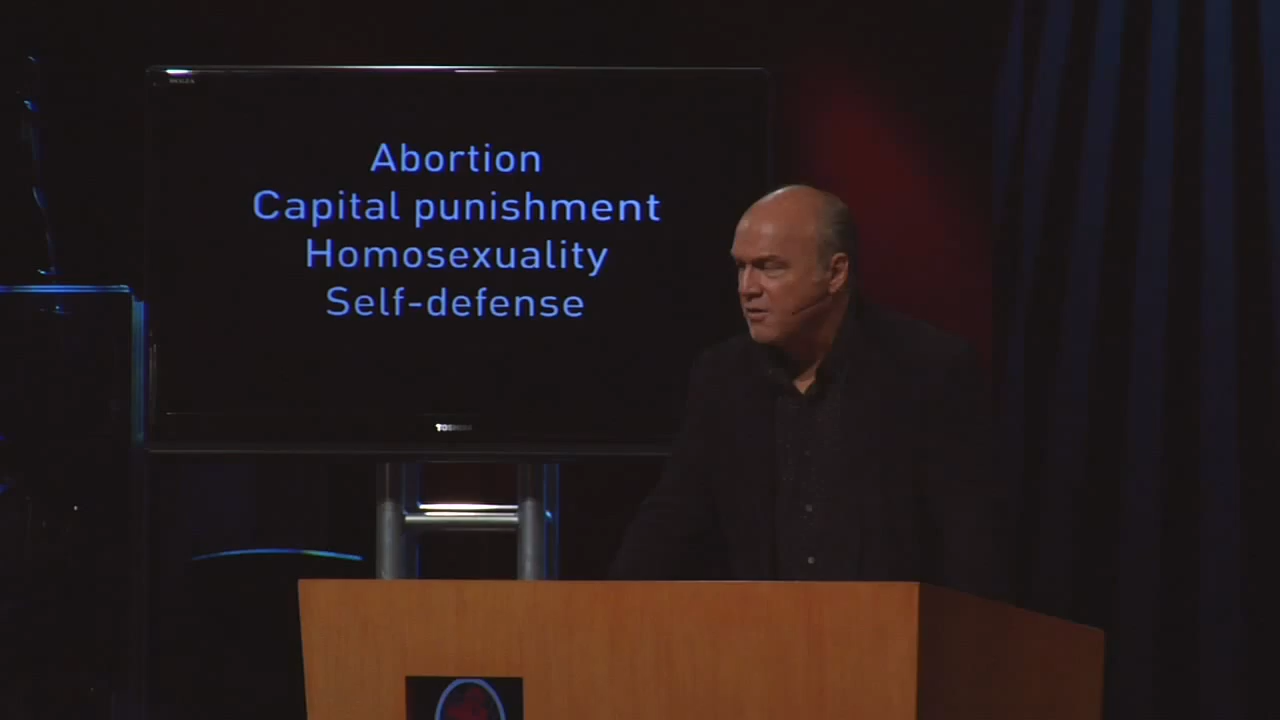 Abortion
Capital punishment
Homosexuality
Self-defense
TOSHIBA